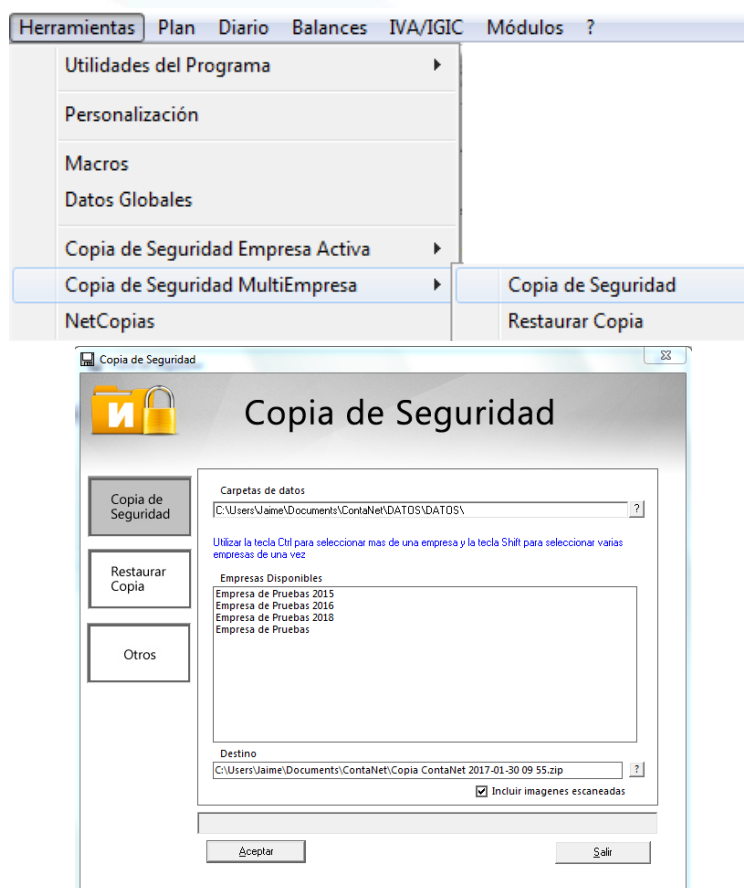 Herramientas Plan Diario Balances IVA/IGIC Módulos ?
Utilidades del Programa
Personalización
Macros
Datos Globales
Copia de Seguridad Empresa Activa
Copia de Seguridad MultiEmpresa
Copia de Seguridad
NetCopias
Restaurar Copia
Copia de Seguridad
Copia de Seguridad
Copia de
Seguridad
Restaurar
Copia
Otros
Carpetas de datos
C:\Users\Jaime\Documents\ContaNet\DATOS\DATOS\
?
Utilizar la tecla Ctrl para seleccionar mas de una empresa y la tecla Shift para seleccionar varias
empresas de una vez
Empresas Disponibles
Empresa de Pruebas 2015
Empresa de Pruebas 2016
Empresa de Pruebas 2018
Empresa de Pruebas
Destino
C:\Users\Jaime\Documents\ContaNet\Copia ContaNet 2017-01-30 09 55.zip
?
Incluir imagenes escaneadas
Aceptar
Salir